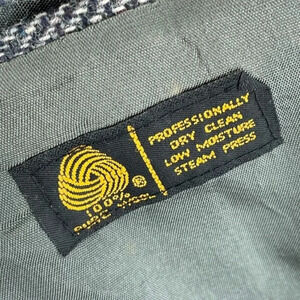 100%
PURE WOOL
®
PROFESSIONALLY
DRY CLEAN
LOW MOISTURE
STEAM PRESS